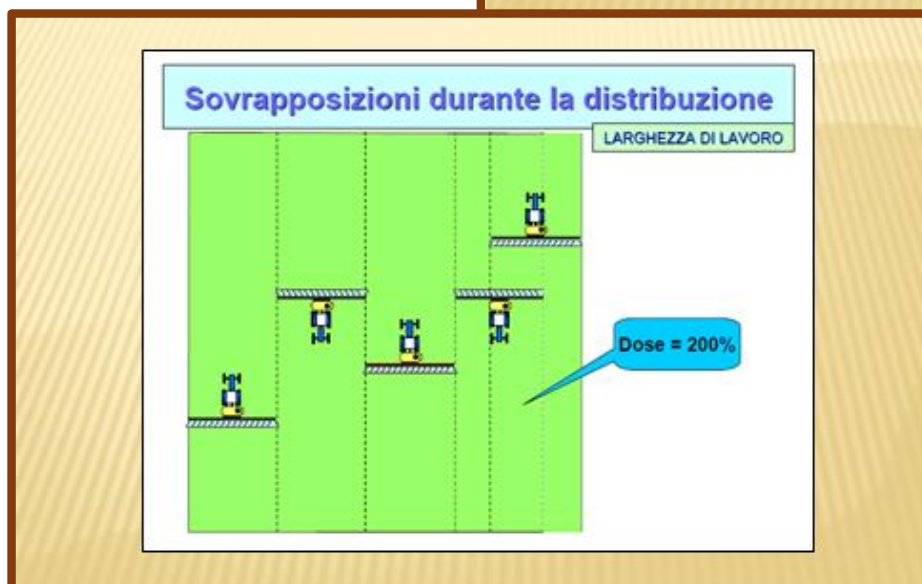 Sovrapposizioni durante la distribuzione
LARGHEZZA DI LAVORO
Dose = 200%